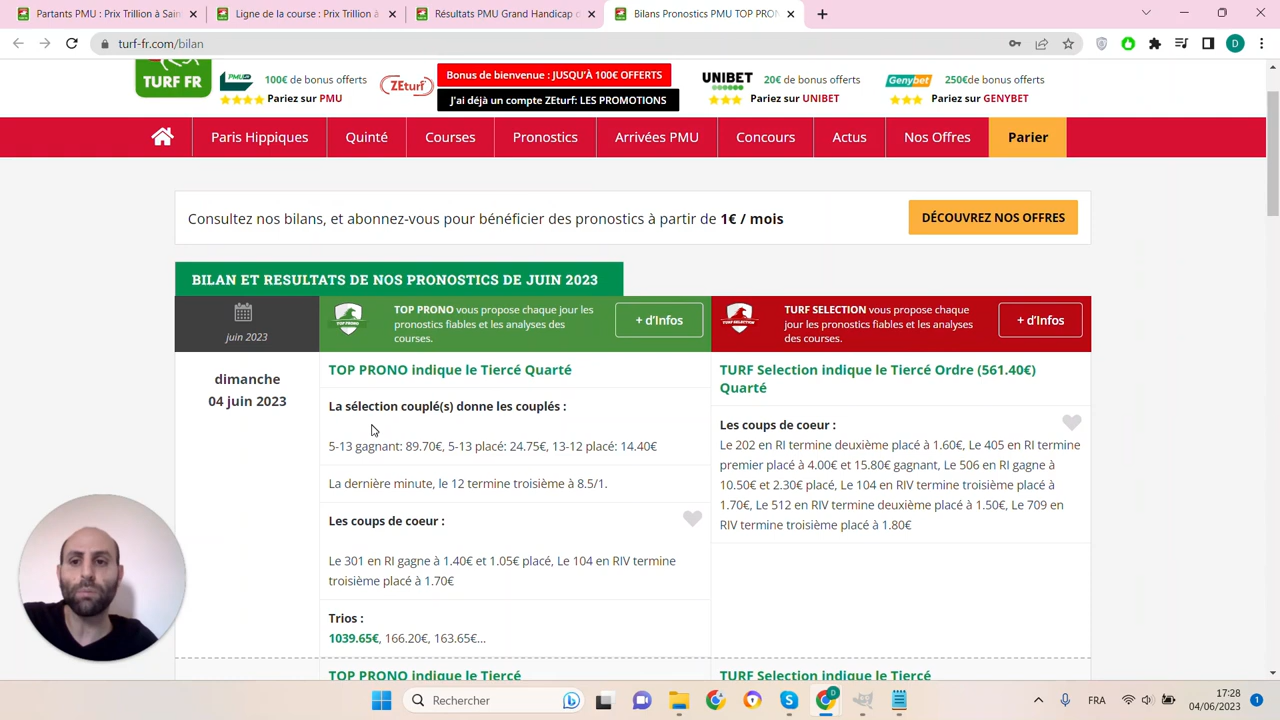 Partants PMU : Prix Trillion à Sain
Ligne de la course : Prix Trillion à
Résultats PMU Grand Handicap d
Bilans Pronostics PMU TOP PRON
turf-fr.com/bilan
TURF FR
PMU
100€ de bonus offerts
Pariez sur PMU
ZEturf
Bonus de bienvenue : JUSQU'À 100€ OFFERTS
J'ai déjà un compte ZEturf: LES PROMOTIONS
UNIBET
20€ de bonus offerts
Pariez sur UNIBET
Genybet
250€de bonus offerts
Pariez sur GENYBET
Paris Hippiques
Quinté
Courses
Pronostics
Arrivées PMU
Concours
Actus
Nos Offres
Parier
Consultez nos bilans, et abonnez-vous pour bénéficier des pronostics à partir de 1€ / mois
DÉCOUVREZ NOS OFFRES
BILAN ET RESULTATS DE NOS PRONOSTICS DE JUIN 2023
juin 2023
TOP PRONO
TOP PRONO vous propose chaque jour les
pronostics fiables et les analyses des
courses.
+ d'Infos
TURF SELECTION
TURF SELECTION vous propose chaque
jour les pronostics fiables et les analyses
des courses.
+ d'Infos
dimanche
04 juin 2023
TOP PRONO indique le Tiercé Quarté
La sélection couplé(s) donne les couplés :
5-13 gagnant: 89.70€, 5-13 placé: 24.75€, 13-12 placé: 14.40€
La dernière minute, le 12 termine troisième à 8.5/1.
Les coups de coeur :
Le 301 en RI gagne à 1.40€ et 1.05€ placé, Le 104 en RIV termine
troisième placé à 1.70€
Trios :
1039.65€, 166.20€, 163.65€...
TURF Selection indique le Tiercé Ordre (561.40€)
Quarté
Les coups de coeur :
Le 202 en RI termine deuxième placé à 1.60€, Le 405 en RI termine
premier placé à 4.00€ et 15.80€ gagnant, Le 506 en RI gagne à
10.50€ et 2.30€ placé, Le 104 en RIV termine troisième placé à
1.70€, Le 512 en RIV termine deuxième placé à 1.50€, Le 709 en
RIV termine troisième placé à 1.80€
TOP PRONO indique le Tiercé
TURF Selection indique le Tiercé
Rechercher
FRA
17:28
04/06/2023
1
D
D